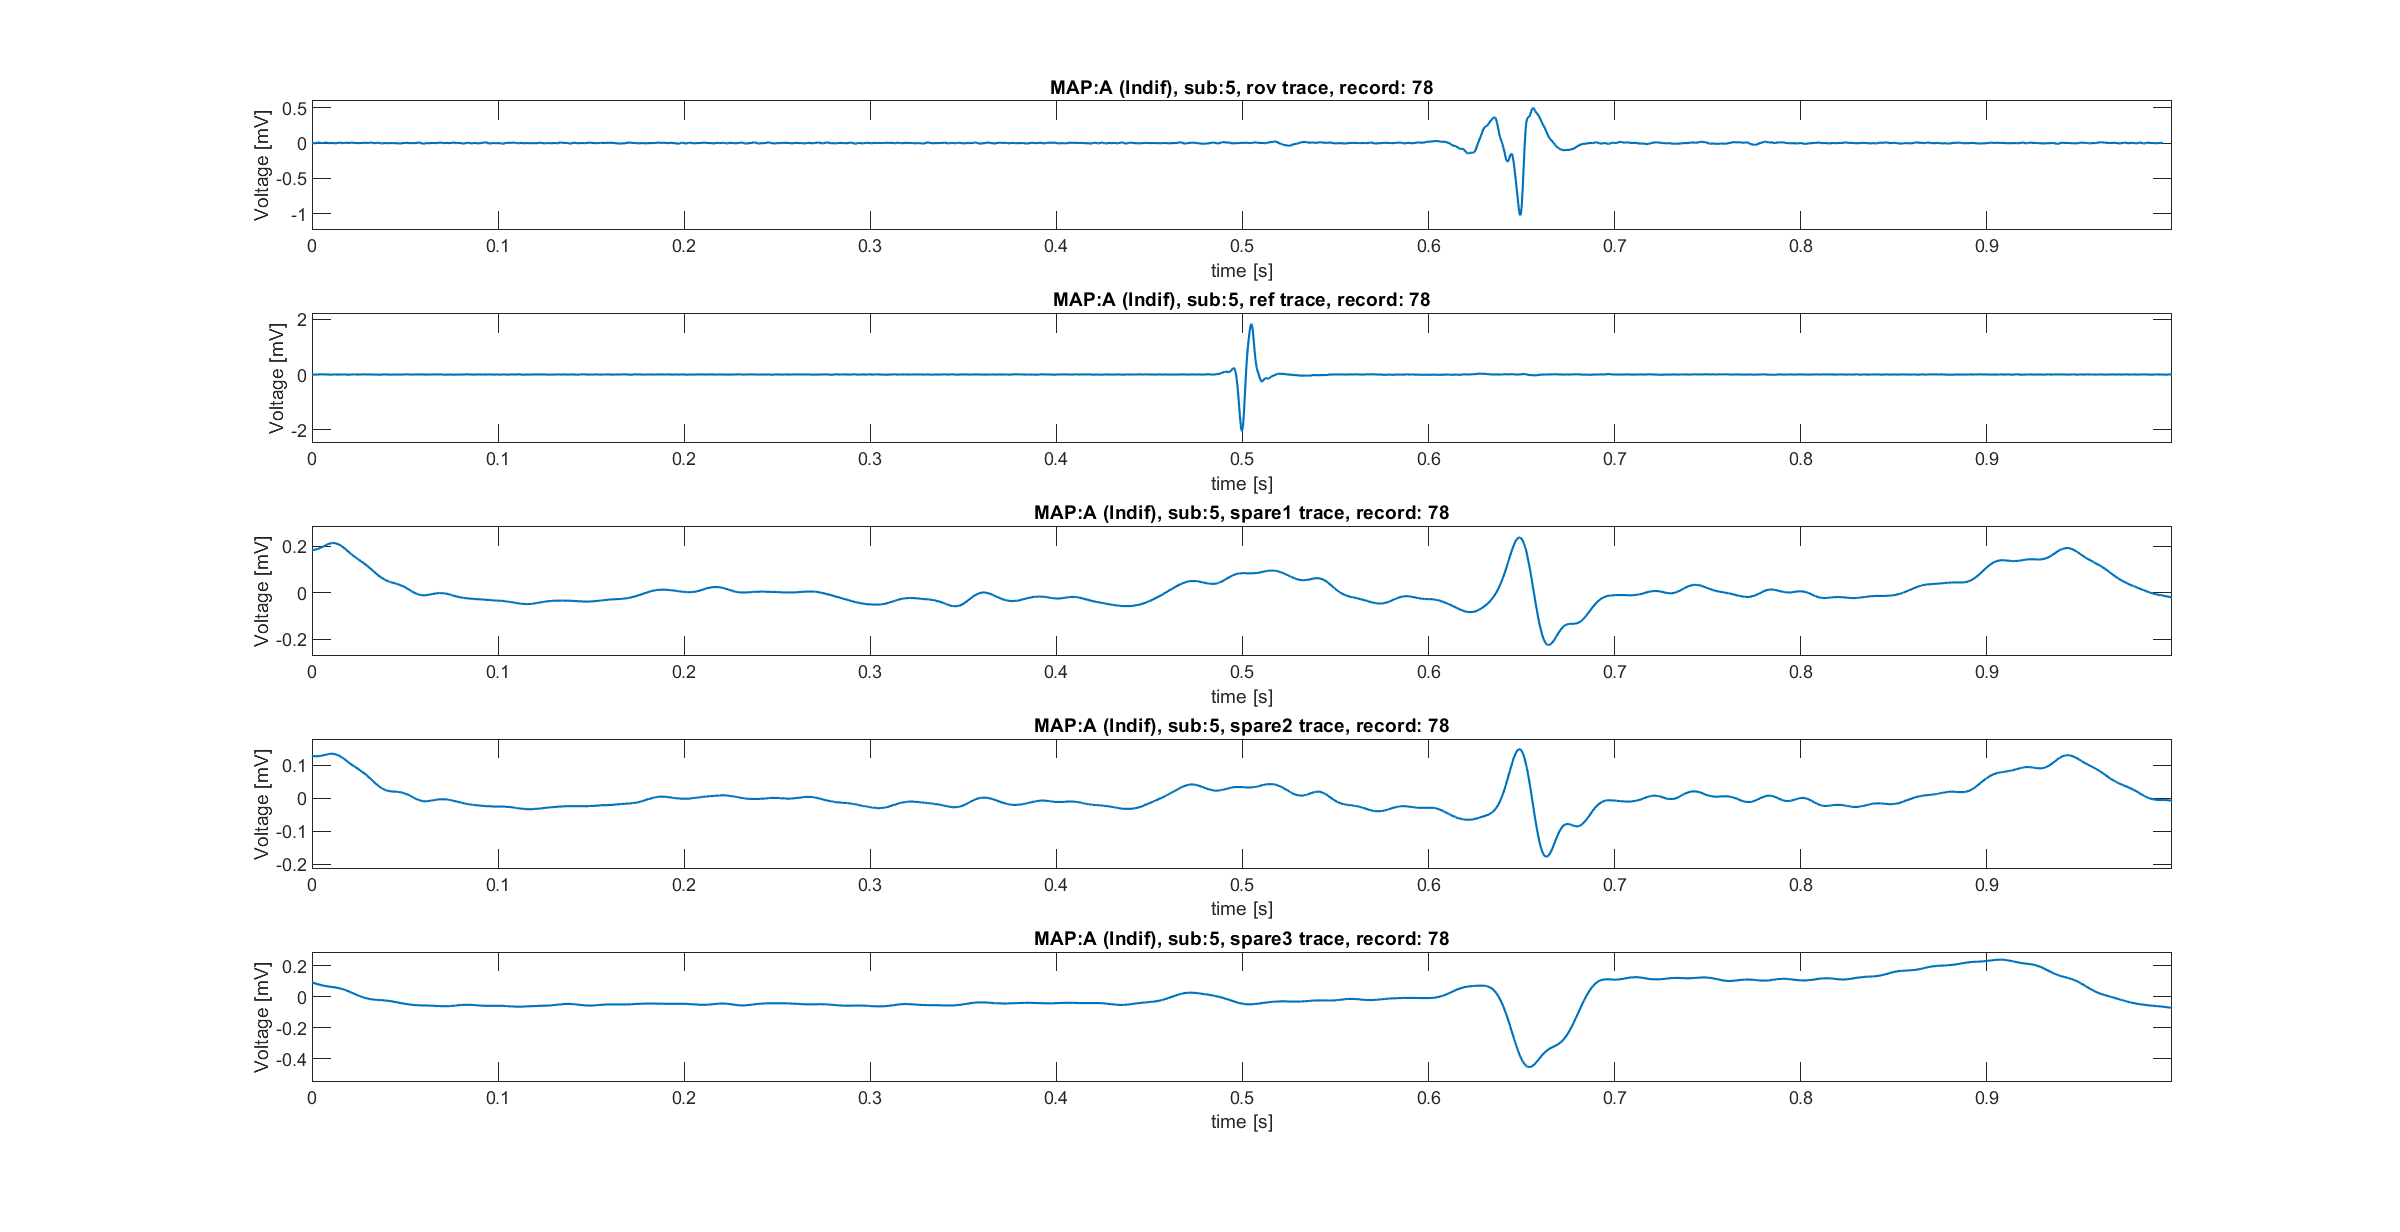 MAP:A (Indif), sub:5, rov trace, record: 78
Voltage [mV]
0.5
0
-0.5
-1
0 0.1 0.2 0.3 0.4 0.5 0.6 0.7 0.8 0.9
time [s]
MAP:A (Indif), sub:5, ref trace, record: 78
Voltage [mV]
2
0
-2
0 0.1 0.2 0.3 0.4 0.5 0.6 0.7 0.8 0.9
time [s]
MAP:A (Indif), sub:5, spare1 trace, record: 78
Voltage [mV]
0.2
0
-0.2
0 0.1 0.2 0.3 0.4 0.5 0.6 0.7 0.8 0.9
time [s]
MAP:A (Indif), sub:5, spare2 trace, record: 78
Voltage [mV]
0.1
0
-0.1
-0.2
0 0.1 0.2 0.3 0.4 0.5 0.6 0.7 0.8 0.9
time [s]
MAP:A (Indif), sub:5, spare3 trace, record: 78
Voltage [mV]
0.2
0
-0.2
-0.4
0 0.1 0.2 0.3 0.4 0.5 0.6 0.7 0.8 0.9
time [s]